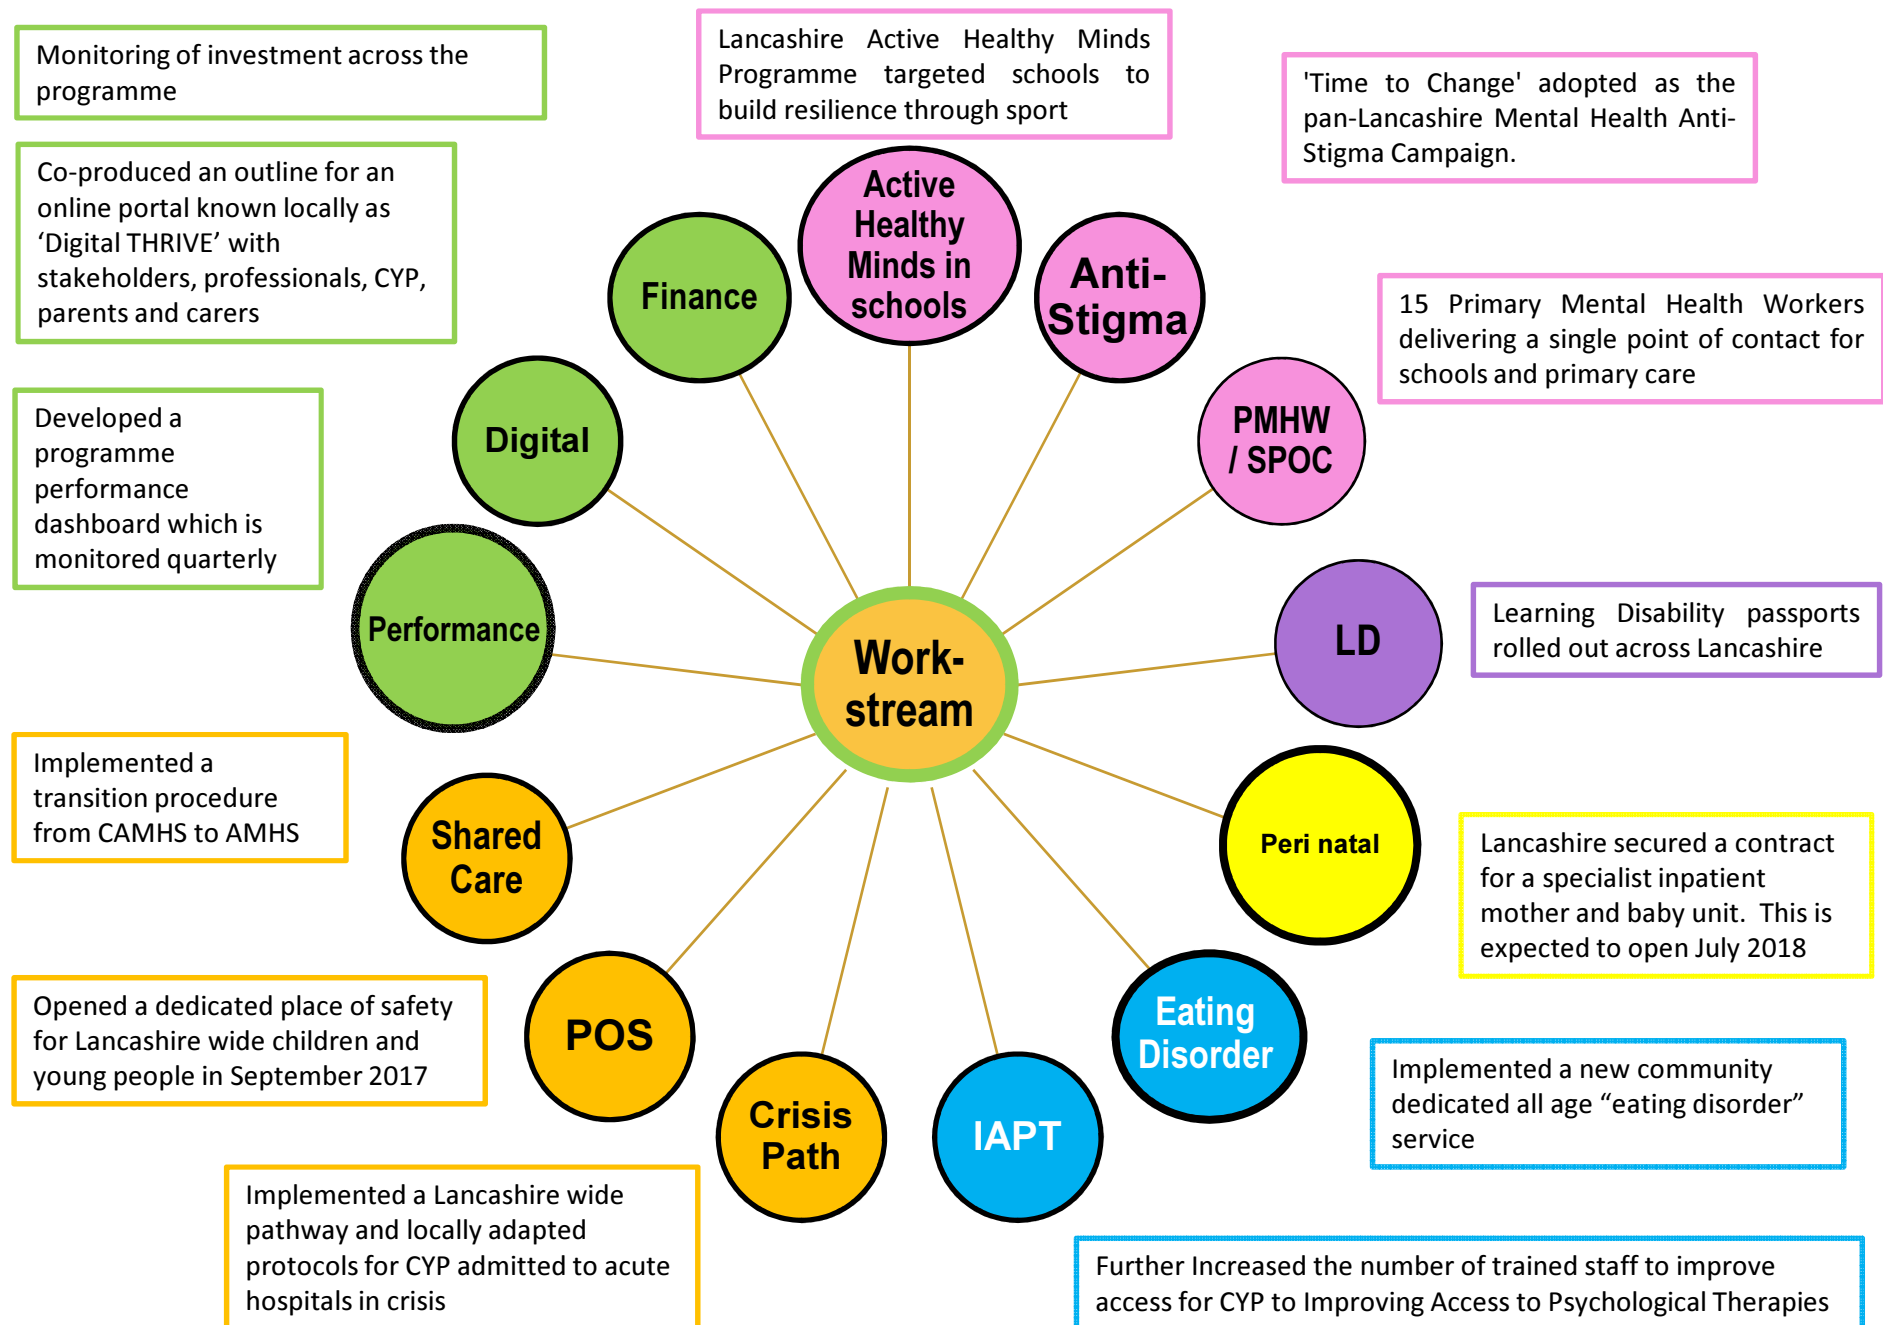 Monitoring of investment across the
programme
Lancashire Active Healthy Minds
Programme targeted schools to
build resilience through sport
'Time to Change' adopted as the
pan-Lancashire Mental Health Anti-
Stigma Campaign.
Co-produced an outline for an
online portal known locally as
‘Digital THRIVE’ with
stakeholders, professionals, CYP,
parents and carers
Active
Healthy
Minds in
schools
Finance
Anti-
Stigma
15 Primary Mental Health Workers
delivering a single point of contact for
schools and primary care
Digital
PMHW
/ SPOC
Developed a
programme
performance
dashboard which is
monitored quarterly
Performance
LD
Learning Disability passports
rolled out across Lancashire
Work-
stream
Implemented a
transition procedure
from CAMHS to AMHS
Shared
Care
Peri natal
Lancashire secured a contract
for a specialist inpatient
mother and baby unit.  This is
expected to open July 2018
Opened a dedicated place of safety
for Lancashire wide children and
young people in September 2017
POS
Eating
Disorder
Implemented a new community
dedicated all age “eating disorder”
service
Crisis
Path
IAPT
Implemented a Lancashire wide
pathway and locally adapted
protocols for CYP admitted to acute
hospitals in crisis
Further Increased the number of trained staff to improve
access for CYP to Improving Access to Psychological Therapies